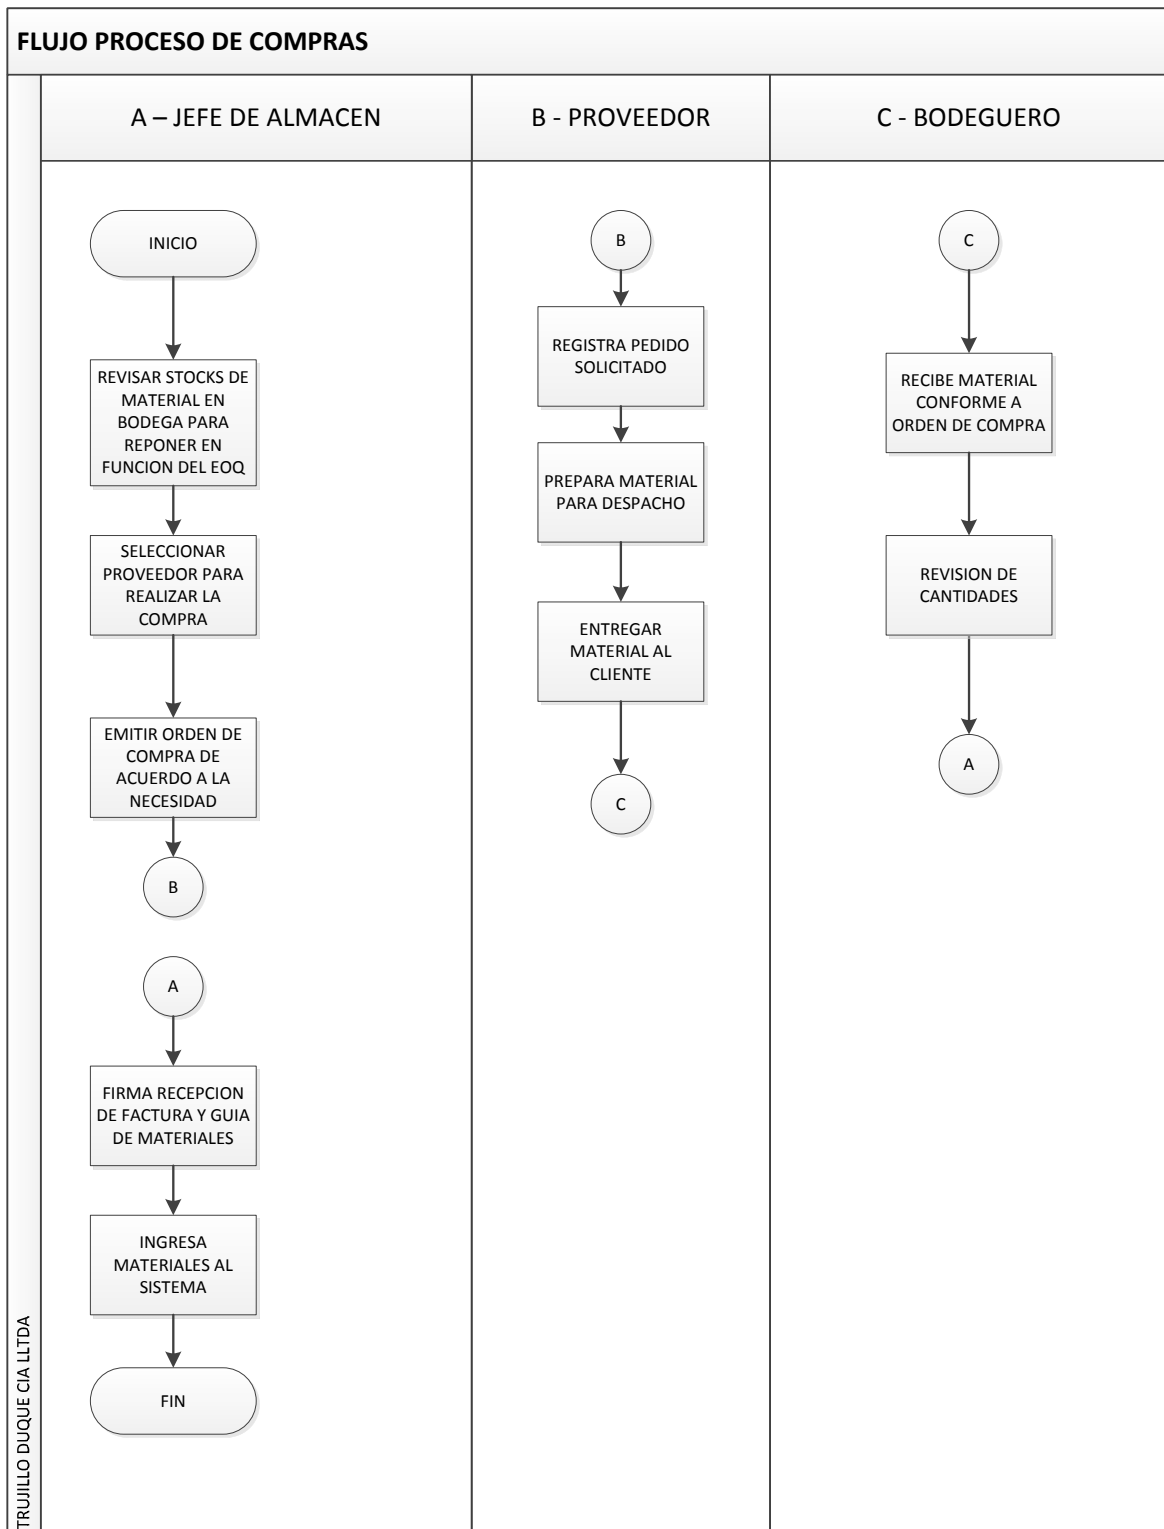 FLUJO PROCESO DE COMPRAS
A – JEFE DE ALMACEN
B - PROVEEDOR
C - BODEGUERO
INICIO
REVISAR STOCKS DE
MATERIAL EN
BODEGA PARA
REPONER EN
FUNCION DEL EOQ
SELECCIONAR
PROVEEDOR PARA
REALIZAR LA
COMPRA
EMITIR ORDEN DE
COMPRA DE
ACUERDO A LA
NECESIDAD
B
A
FIRMA RECEPCION
DE FACTURA Y GUIA
DE MATERIALES
INGRESA
MATERIALES AL
SISTEMA
FIN
B
REGISTRA PEDIDO
SOLICITADO
PREPARA MATERIAL
PARA DESPACHO
ENTREGAR
MATERIAL AL
CLIENTE
C
C
RECIBE MATERIAL
CONFORME A
ORDEN DE COMPRA
REVISION DE
CANTIDADES
A
TRUJILLO DUQUE CIA LLTDA